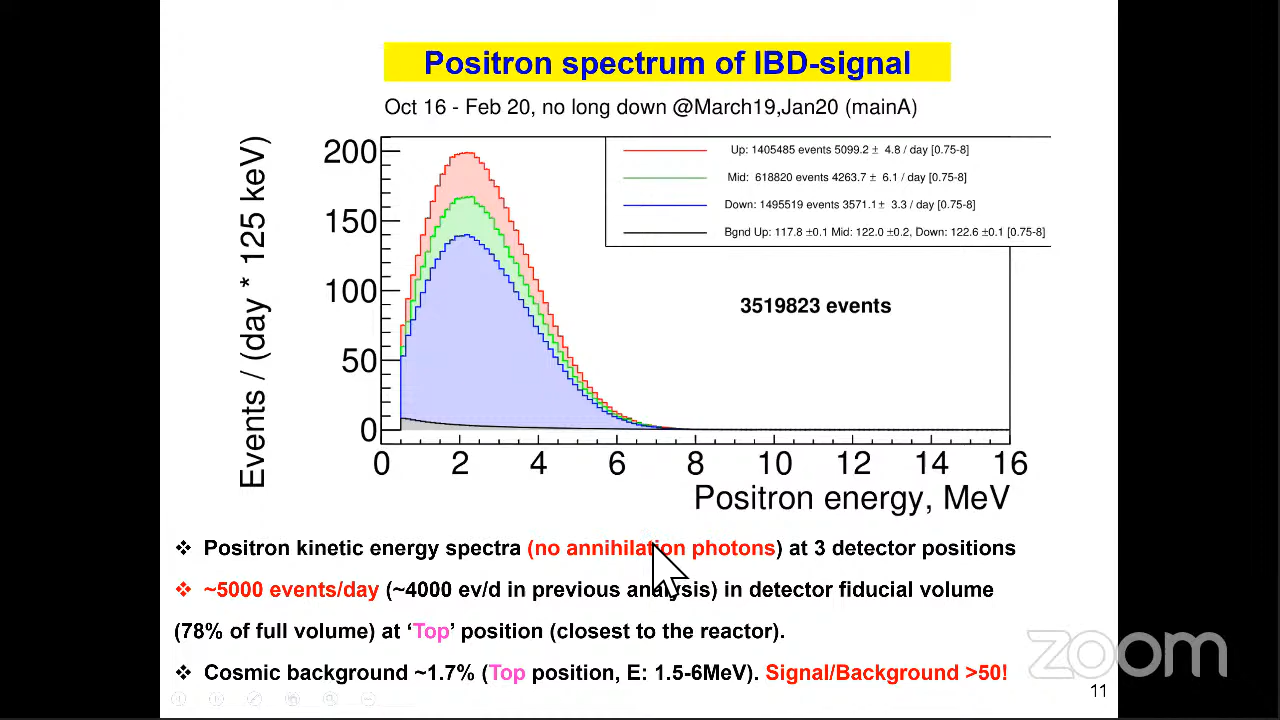 Positron spectrum of IBD-signal
Oct 16 - Feb 20, no long down @March19,Jan20 (mainA)
Events / (day * 125 keV)
200
150
100
50
0
Up: 1405485 events 5099.2 ± 4.8 / day [0.75-8]
Mid: 618820 events 4263.7 ± 6.1 / day [0.75-8]
Down: 1495519 events 3571.1± 3.3 / day [0.75-8]
Bgnd Up: 117.8 ±0.1 Mid: 122.0 ±0.2, Down: 122.6 ±0.1 [0.75-8]
3519823 events
0 2 4 6 8 10 12 14 16
Positron energy, MeV
❖ Positron kinetic energy spectra (no annihilation photons) at 3 detector positions
❖ ~5000 events/day (~4000 ev/d in previous analysis) in detector fiducial volume
(78% of full volume) at ‘Top’ position (closest to the reactor).
❖ Cosmic background ~1.7% (Top position, E: 1.5-6MeV). Signal/Background >50!
zoom
11